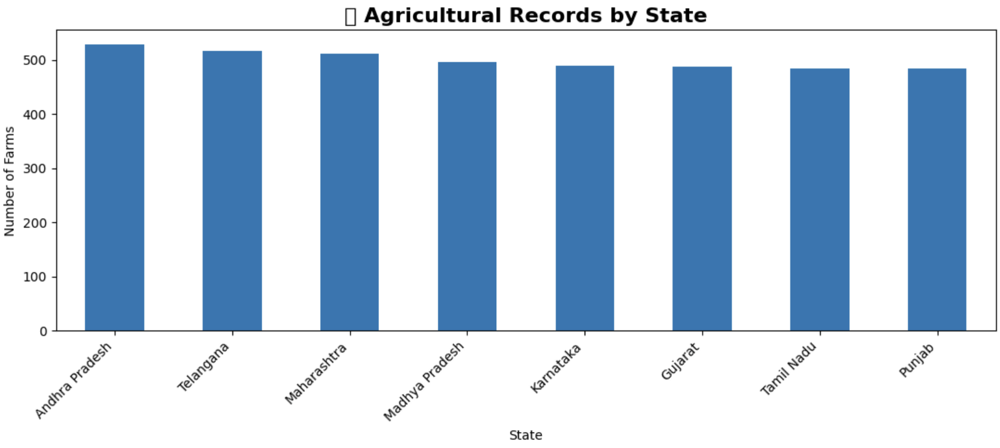 Agricultural Records by State
Number of Farms
500
400
300
200
100
0
Andhra Pradesh
Telangana
Maharashtra
Madhya Pradesh
Karnataka
Gujarat
Tamil Nadu
Punjab
State